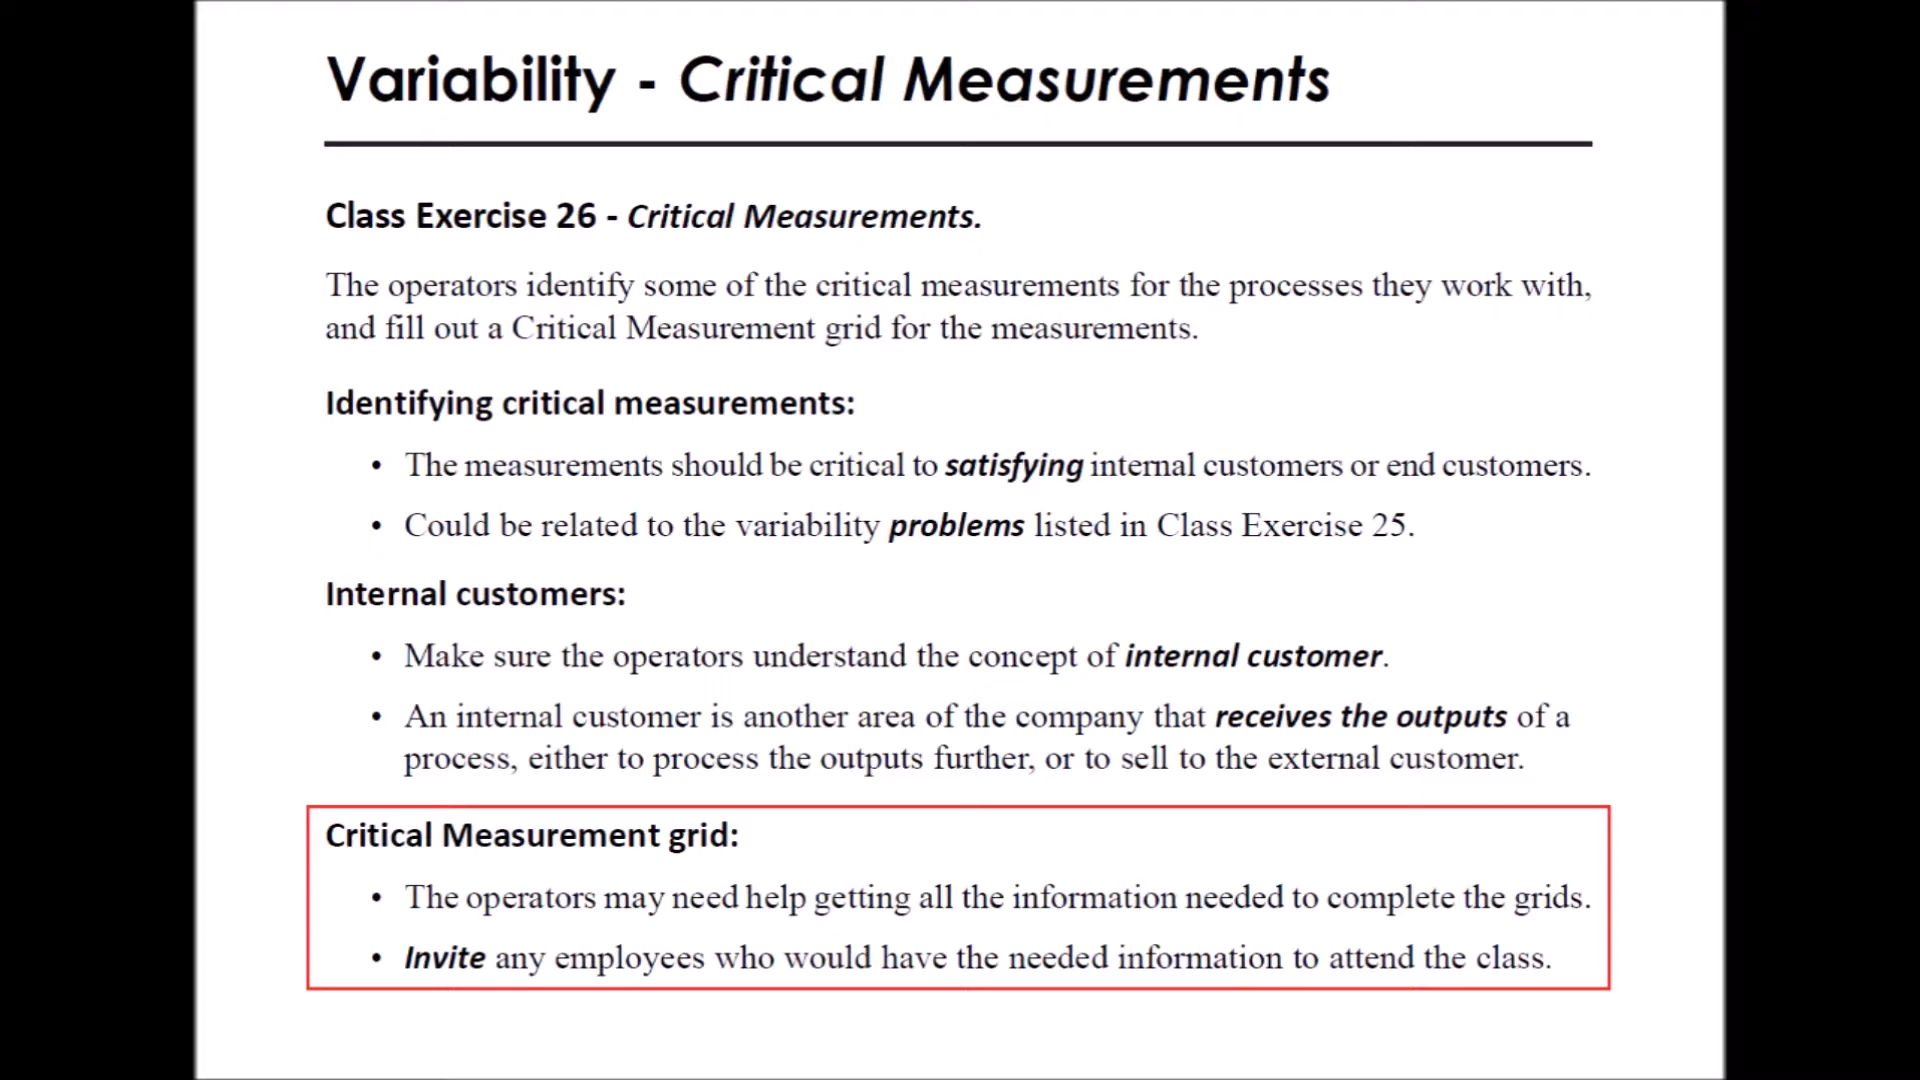 Variability - Critical Measurements
Class Exercise 26 - Critical Measurements.
The operators identify some of the critical measurements for the processes they work with,
and fill out a Critical Measurement grid for the measurements.
Identifying critical measurements:
• The measurements should be critical to satisfying internal customers or end customers.
• Could be related to the variability problems listed in Class Exercise 25.
Internal customers:
• Make sure the operators understand the concept of internal customer.
• An internal customer is another area of the company that receives the outputs of a
process, either to process the outputs further, or to sell to the external customer.
Critical Measurement grid:
• The operators may need help getting all the information needed to complete the grids.
• Invite any employees who would have the needed information to attend the class.